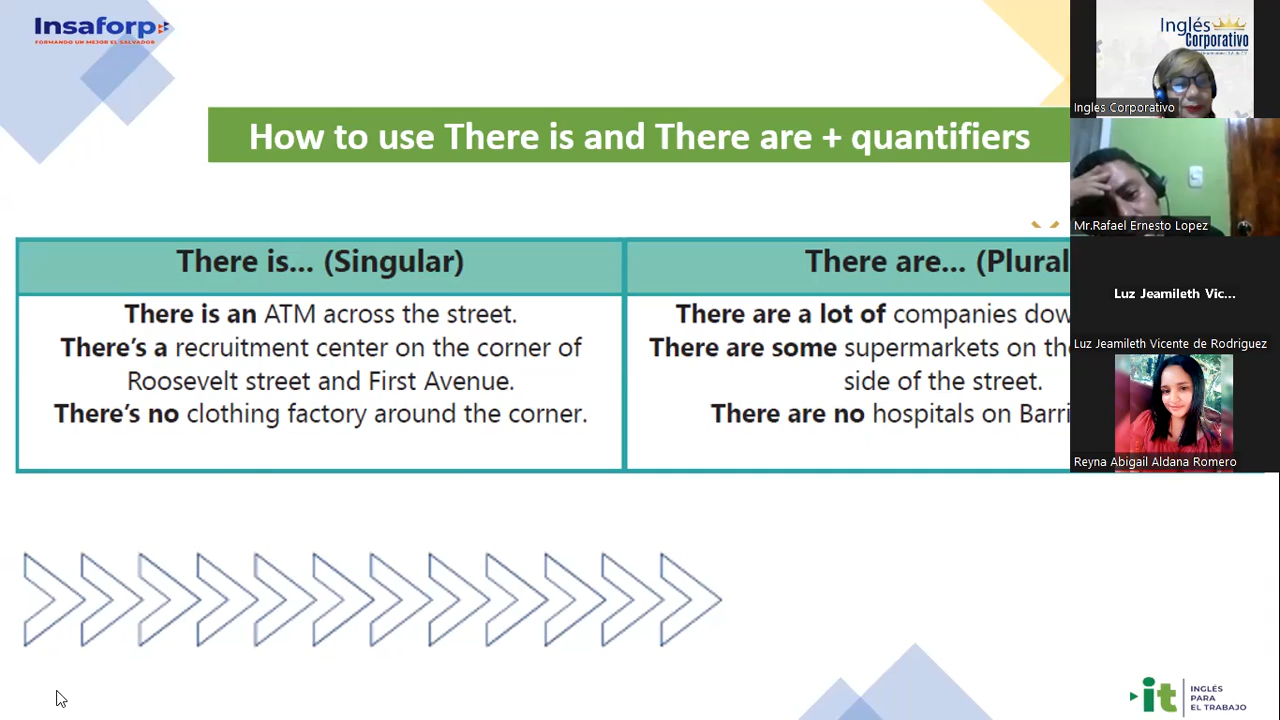 Insaforp
FORMANDO UN MEJOR EL SALVADOR
How to use There is and There are + quantifiers
There is... (Singular)
There are... (Plural
There is an ATM across the street.
There's a recruitment center on the corner of
Roosevelt street and First Avenue.
There's no clothing factory around the corner.
There are a lot of companies dow
There are some supermarkets on the
side of the street.
There are no hospitals on Barri
Inglés
Corporativo
Ingles Corporativo
Mr.Rafael Ernesto Lopez
Luz Jeamileth Vic...
Luz Jeamileth Vicente de Rodriguez
Reyna Abigail Aldana Romero
it
INGLÉS
PARA
EL TRABAJO